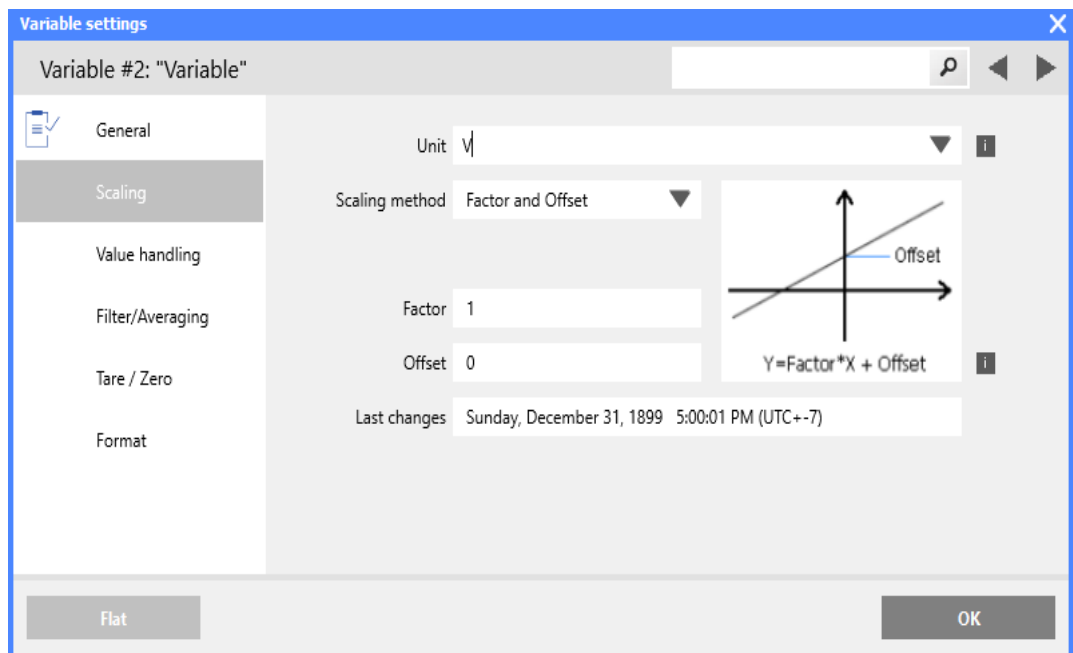 Variable settings
Variable #2: "Variable"
General
Scaling
Value handling
Filter/Averaging
Tare / Zero
Format
Unit V
i
Scaling method Factor and Offset
Offset
Factor 1
Offset 0
Y=Factor*X + Offset
i
Last changes Sunday, December 31, 1899 5:00:01 PM (UTC+-7)
Flat
OK